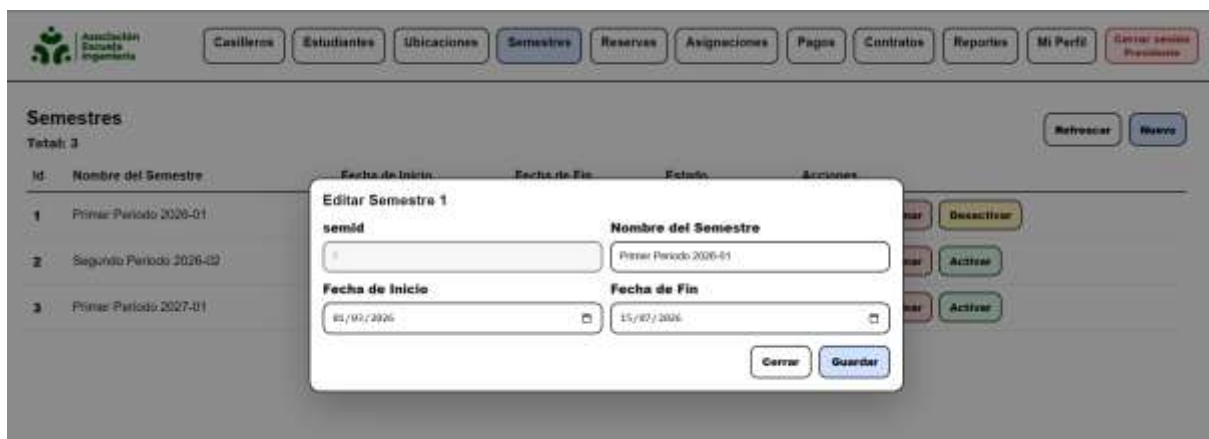 Asociación
Escuela
Ingeniería
Casilleros Estudiantes Ubicaciones Semestres Reservas Asignaciones Pagos Contratos Reportes Mi Perfil Cerrar sesión
Presidente
Semestres
Total: 3
Refrescar Nuevo
Id Nombre del Semestre Fecha de Inicio Fecha de Fin Estado Acciones
1 Primer Periodo 2026-01 Desactivar
2 Segundo Periodo 2026-02 Activar
3 Primer Periodo 2027-01 Activar
Editar Semestre 1
semId Nombre del Semestre
Primer Periodo 2026-01
Fecha de Inicio Fecha de Fin
01/03/2026 15/07/2026
Cerrar Guardar